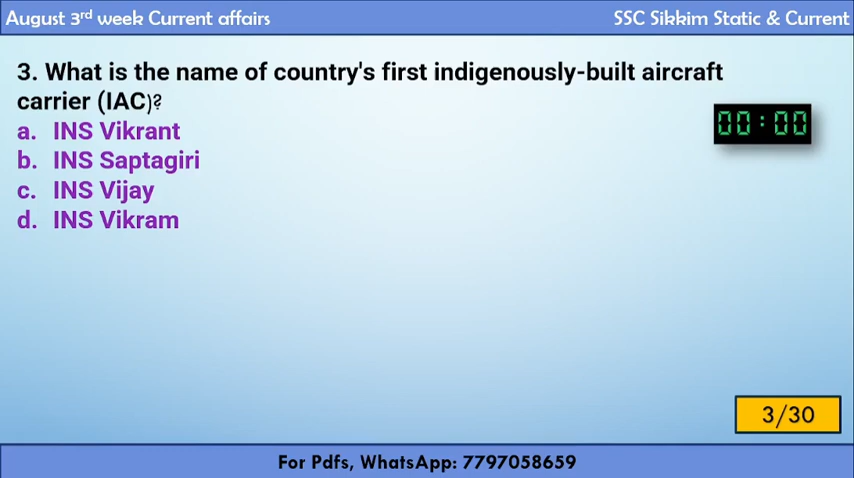 August 3rd week Current affairs
SSC Sikkim Static & Current
3. What is the name of country's first indigenously-built aircraft
carrier (IAC)?
00:00
a. INS Vikrant
b. INS Saptagiri
c. INS Vijay
d. INS Vikram
3/30
For Pdfs, WhatsApp: 7797058659